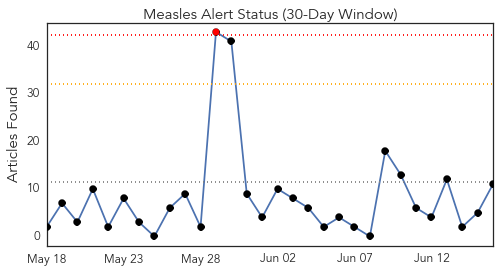 Measles Alert Status (30-Day Window)
Articles Found
40
30
20
10
0
May 18 May 23 May 28 Jun 02 Jun 07 Jun 12